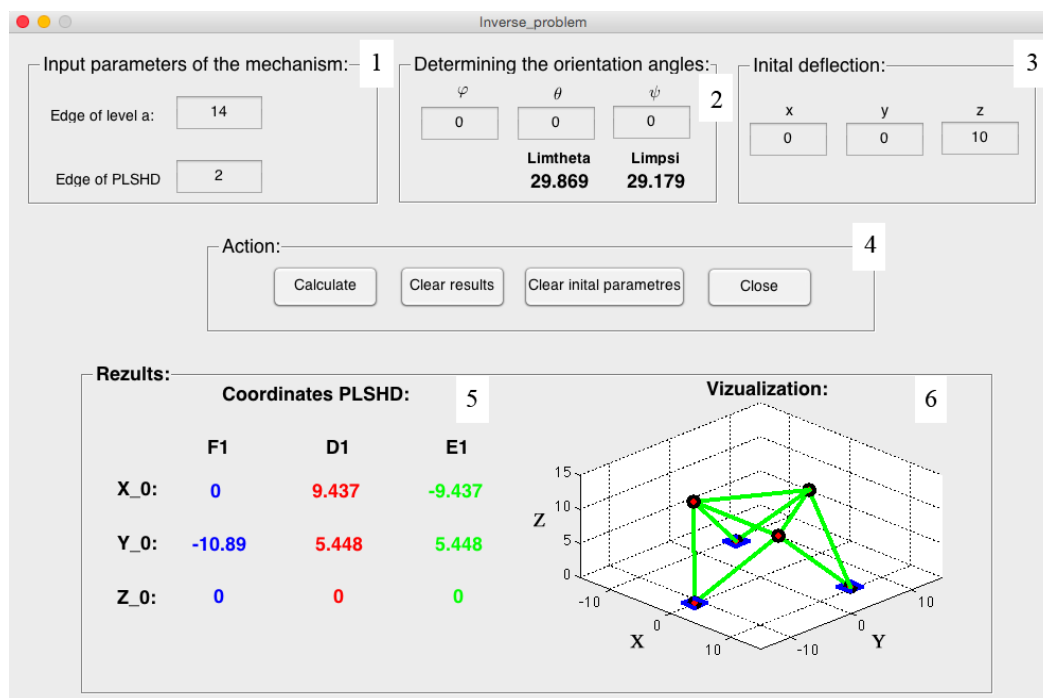 Inverse_problem
Input parameters of the mechanism: 1
Edge of level a: 14
Edge of PLSHD 2
Determining the orientation angles:
φ θ ψ 2
0 0 0
Limtheta Limpsi
29.869 29.179
Inital deflection: 3
x y z
0 0 10
Action: 4
Calculate Clear results Clear inital parametres Close
Rezults:
Coordinates PLSHD: 5
F1 D1 E1
X_0: 0 9.437 -9.437
Y_0: -10.89 5.448 5.448
Z_0: 0 0 0
Vizualization: 6
15
10
Z
5
0
-10 10
0 0
X Y
10 -10